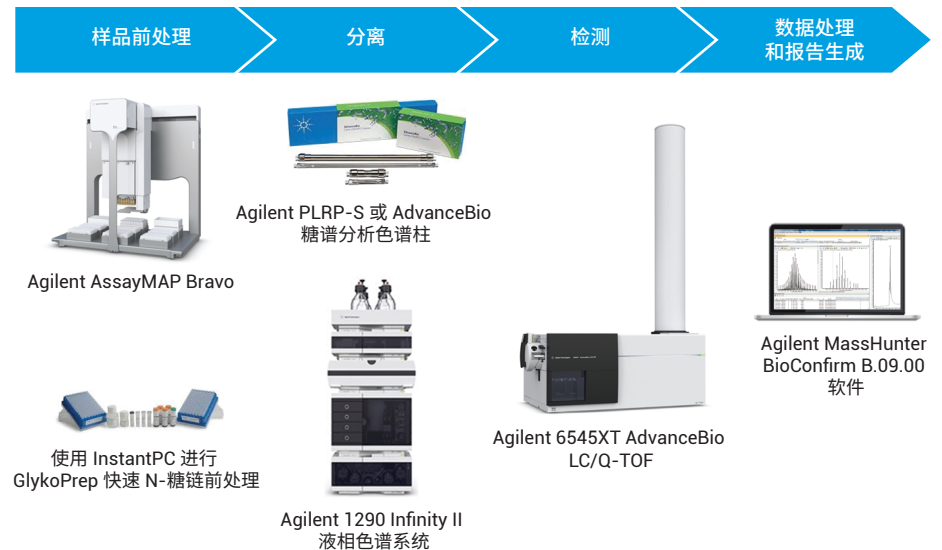 样品前处理
分离
检测
数据处理
和报告生成
Agilent AssayMAP Bravo
使用 InstantPC 进行
GlykoPrep 快速 N-糖链前处理
Agilent PLRP-S 或 AdvanceBio
糖谱分析色谱柱
Agilent 1290 Infinity II
液相色谱系统
Agilent 6545XT AdvanceBio
LC/Q-TOF
Agilent MassHunter
BioConfirm B.09.00
软件